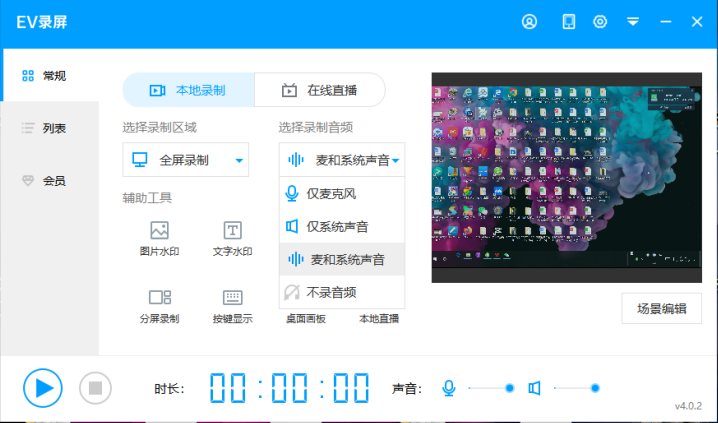 EV录屏
常规
列表
会员
本地录制
在线直播
选择录制区域
选择录制音频
全屏录制
麦和系统声音
仅麦克风
仅系统声音
麦和系统声音
不录音频
辅助工具
图片水印
文字水印
分屏录制
按键显示
桌面画板
本地直播
场景编辑
时长：
00:00:00
声音：
v4.0.2